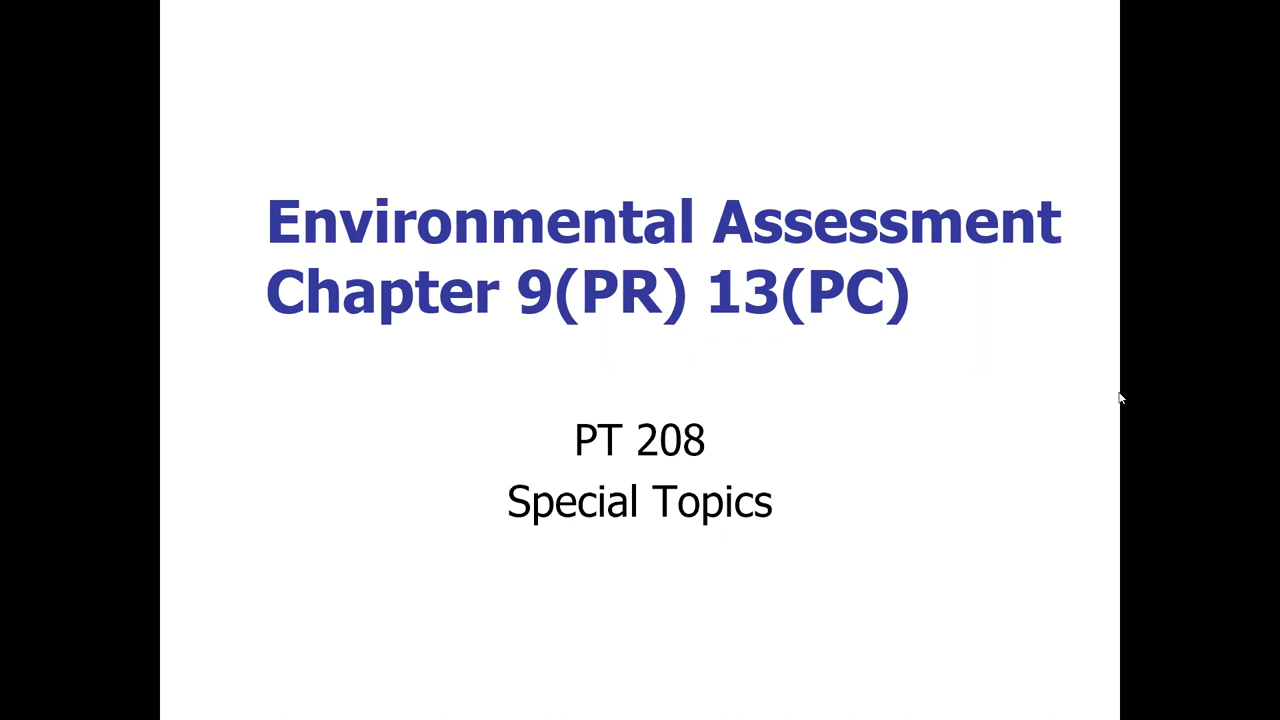 Environmental Assessment
Chapter 9(PR) 13(PC)
PT 208
Special Topics